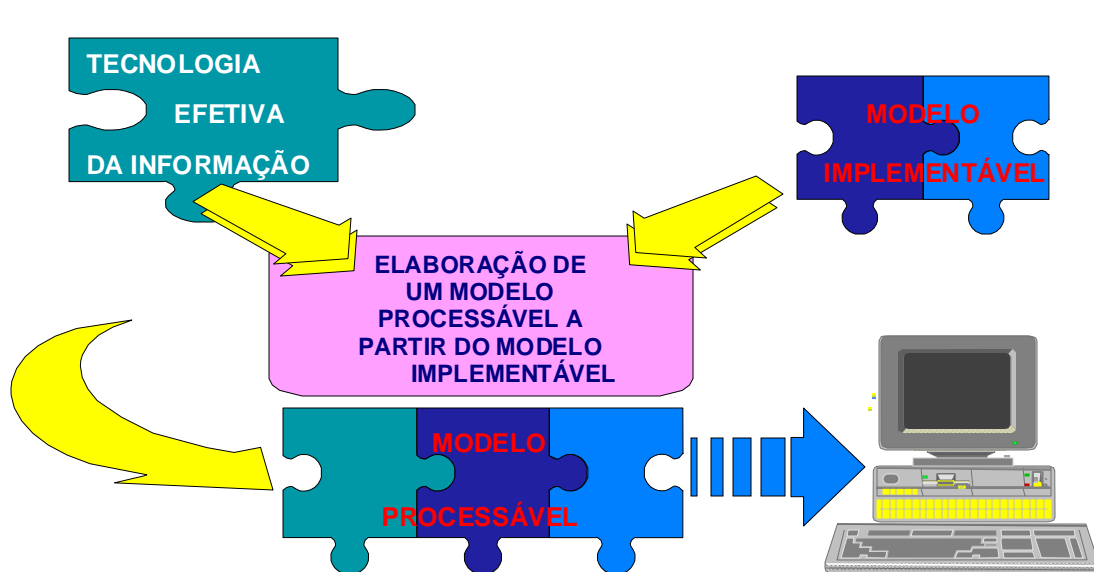 TECNOLOGIA
EFETIVA
DA INFORMAÇÃO
MODELO
IMPLEMENTÁVEL
ELABORAÇÃO DE
UM MODELO
PROCESSÁVEL A
PARTIR DO MODELO
IMPLEMENTÁVEL
MODELO
PROCESSÁVEL